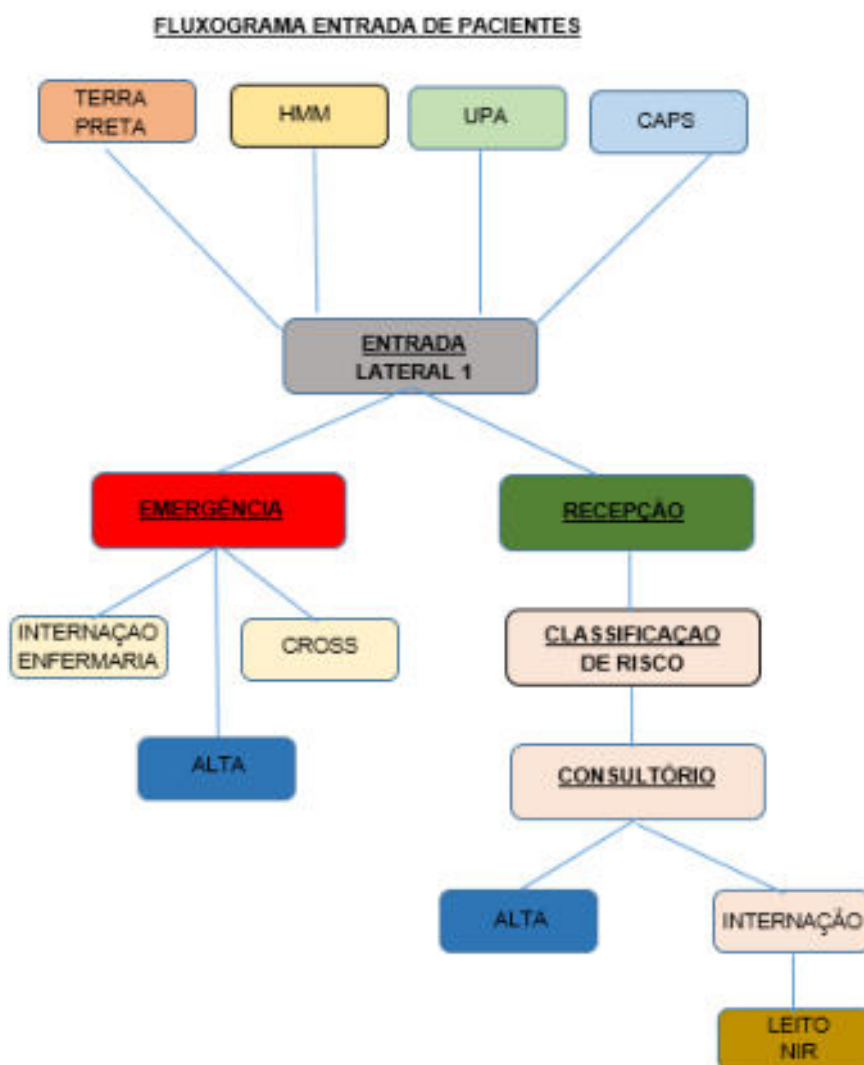 FLUXOGRAMA ENTRADA DE PACIENTES
TERRA
PRETA
HMM
UPA
CAPS
ENTRADA
LATERAL 1
EMERGÊNCIA
RECEPÇÃO
INTERNAÇAO
ENFERMARIA
CROSS
CLASSIFICAÇAO
DE RISCO
ALTA
CONSULTÓRIO
ALTA
INTERNAÇÃO
LEITO
NIR